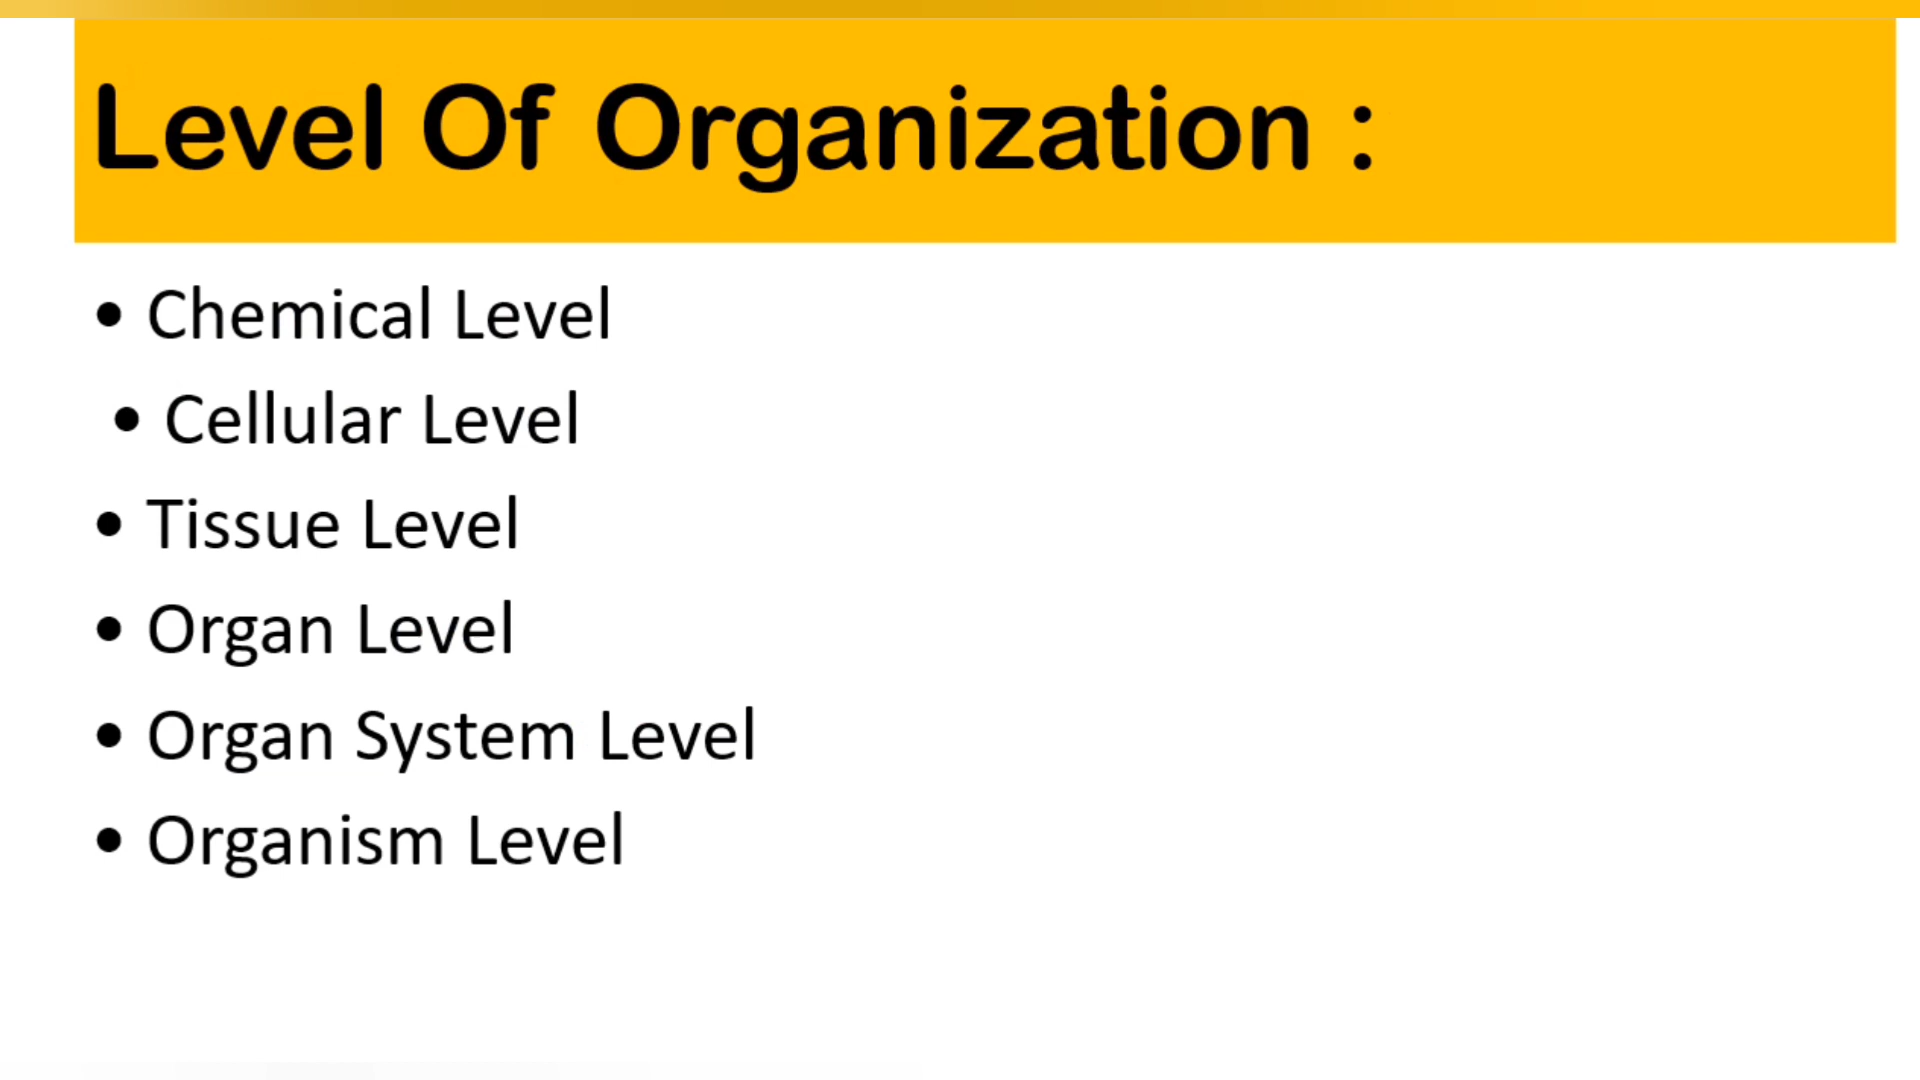 Level Of Organization :
• Chemical Level
• Cellular Level
• Tissue Level
• Organ Level
• Organ System Level
• Organism Level